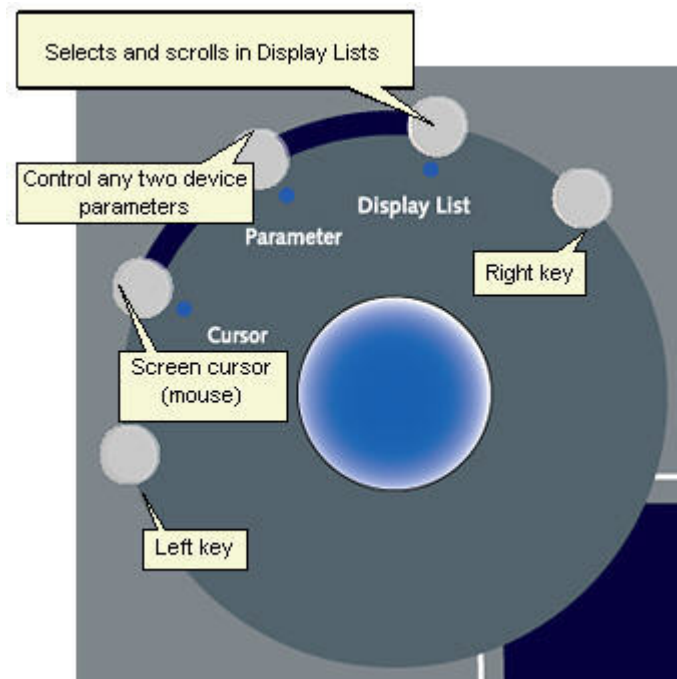 Selects and scrolls in Display Lists
Control any two device
parameters
Display List
Parameter
Right key
Cursor
Screen cursor
(mouse)
Left key